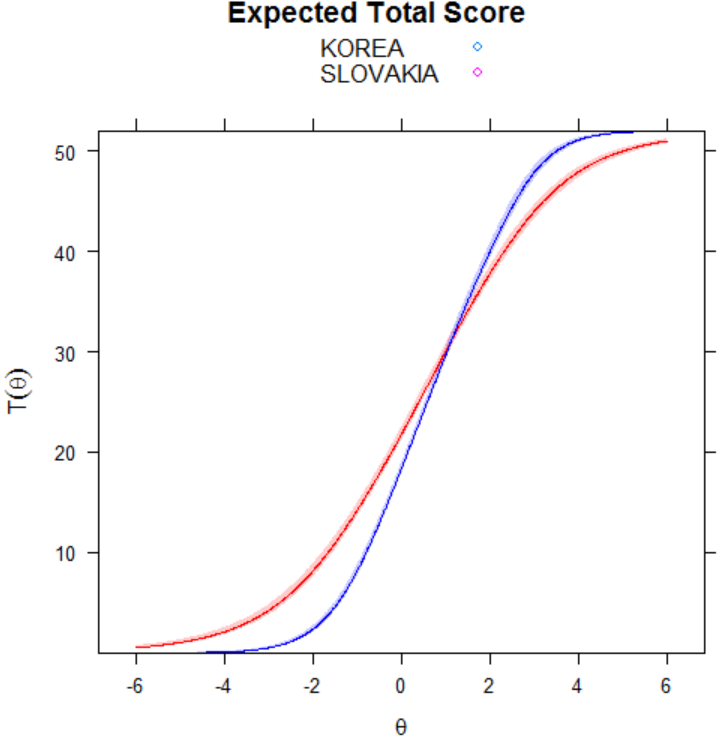 Expected Total Score
KOREA
SLOVAKIA
50
40
30
20
10
T(θ)
-6 -4 -2 0 2 4 6
θ